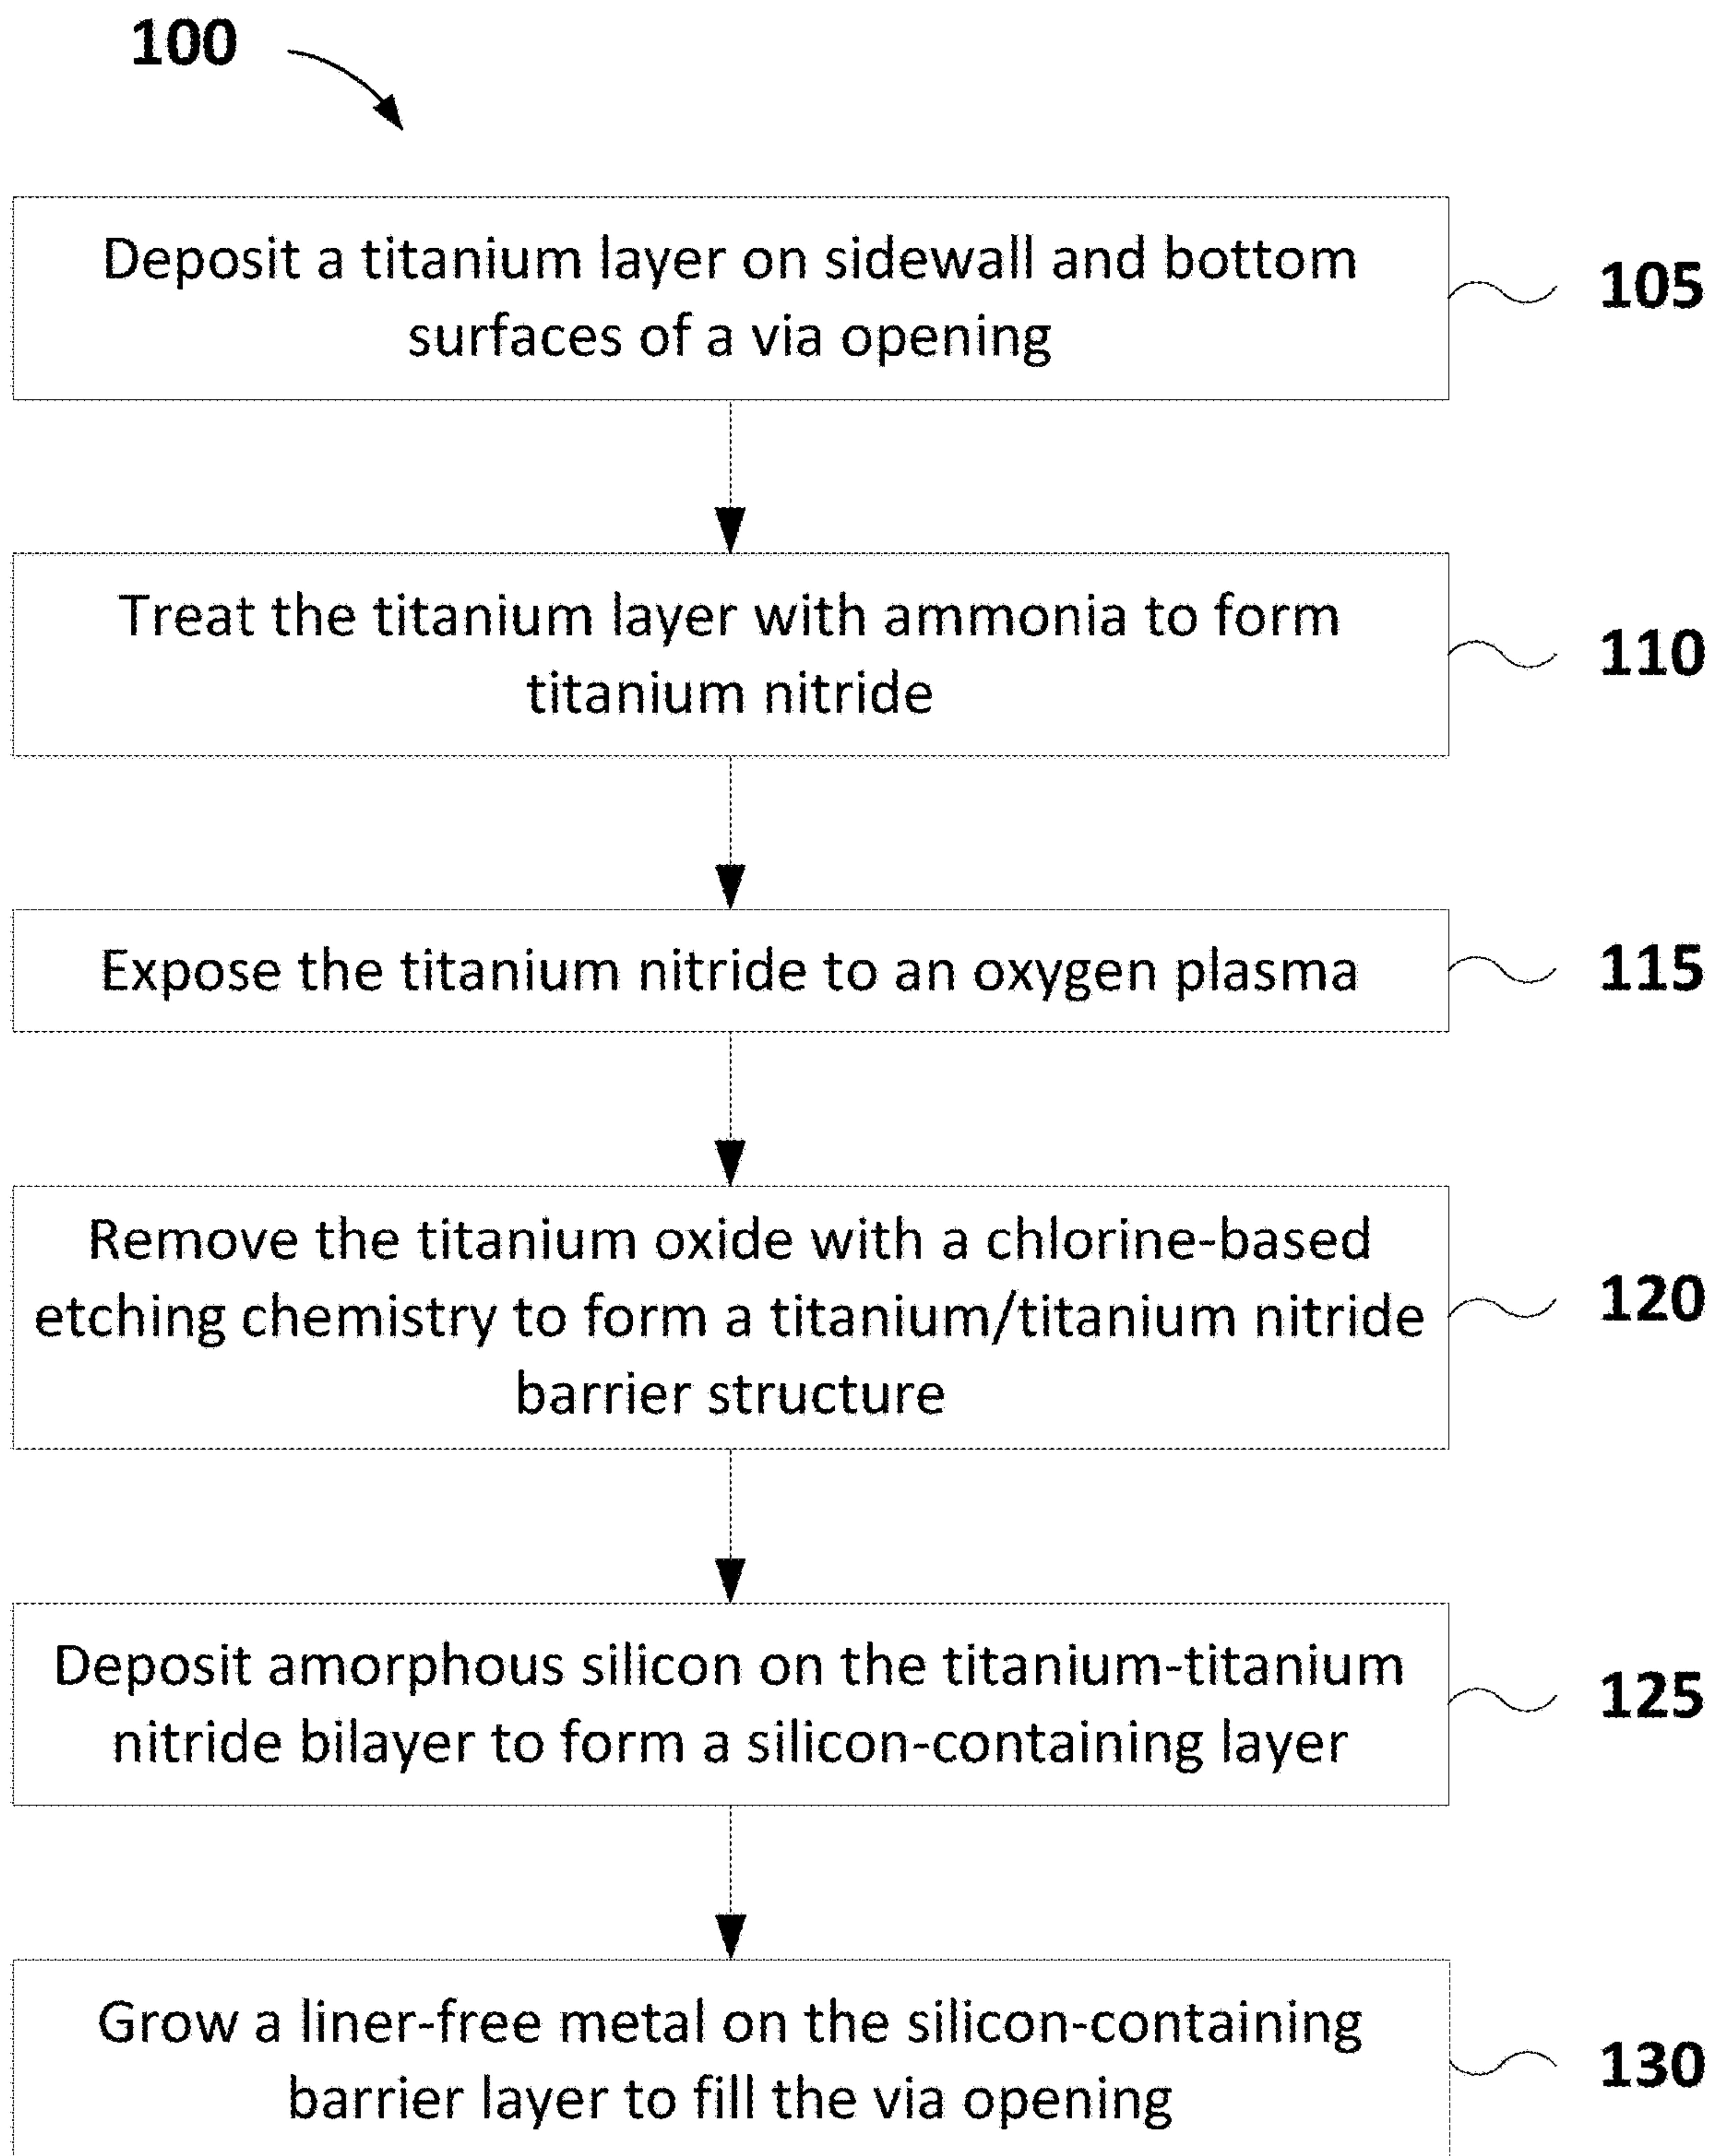 100
Deposit a titanium layer on sidewall and bottom
surfaces of a via opening
105
Treat the titanium layer with ammonia to form
titanium nitride
110
Expose the titanium nitride to an oxygen plasma
115
Remove the titanium oxide with a chlorine-based
etching chemistry to form a titanium/titanium nitride
barrier structure
120
Deposit amorphous silicon on the titanium-titanium
nitride bilayer to form a silicon-containing layer
125
Grow a liner-free metal on the silicon-containing
barrier layer to fill the via opening
130